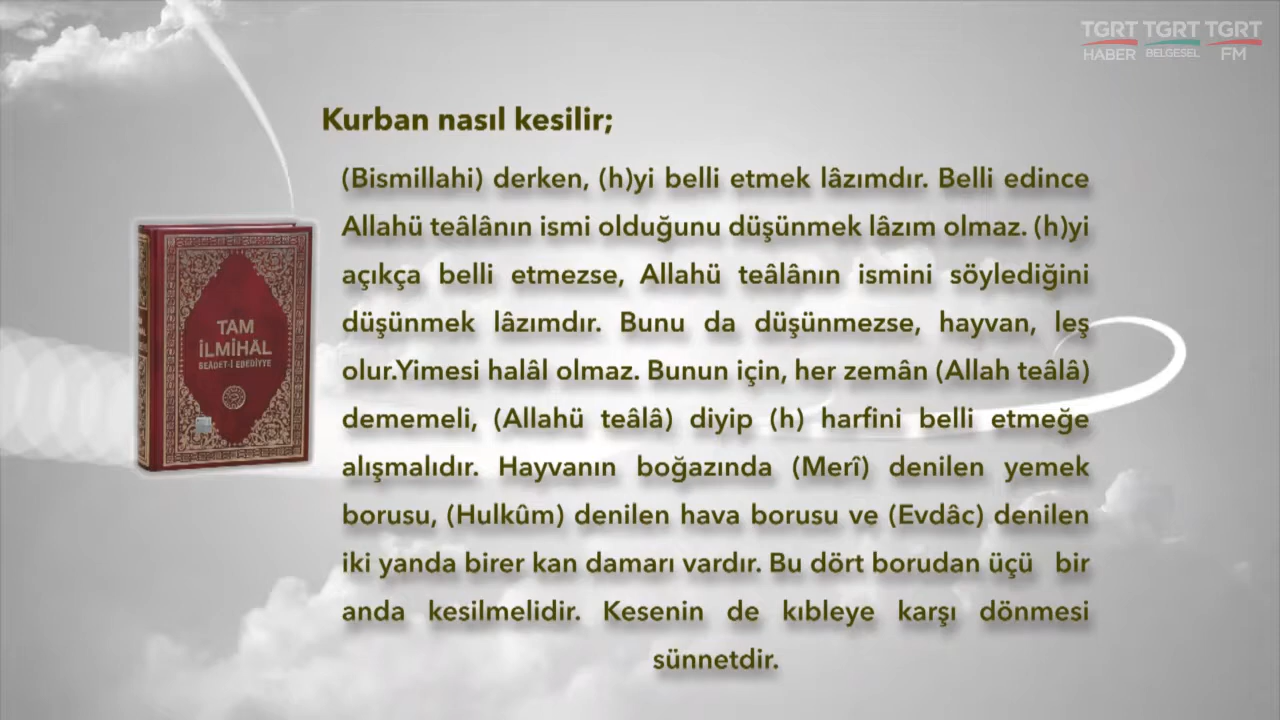 TGRT TGRT TGRT
HABER BELGESEL FM
Kurban nasıl kesilir;
(Bismillahi) derken, (h)yi belli etmek lâzımdır. Belli edince
Allahü teâlânın ismi olduğunu düşünmek lâzım olmaz. (h)yi
açıkça belli etmezse, Allahü teâlânın ismini söylediğini
düşünmek lâzımdır. Bunu da düşünmezse, hayvan, leş
olur.Yimesi halâl olmaz. Bunun için, her zemân (Allah teâlâ)
dememeli, (Allahü teâlâ) diyip (h) harfini belli etmeğe
alışmalıdır. Hayvanın boğazında (Merî) denilen yemek
borusu, (Hulkûm) denilen hava borusu ve (Evdâc) denilen
iki yanda birer kan damarı vardır. Bu dört borudan üçü bir
anda kesilmelidir. Kesenin de kıbleye karşı dönmesi
sünnetdir.
TAM
İLMİHÂL
SEÂDET-İ EBEDİYYE